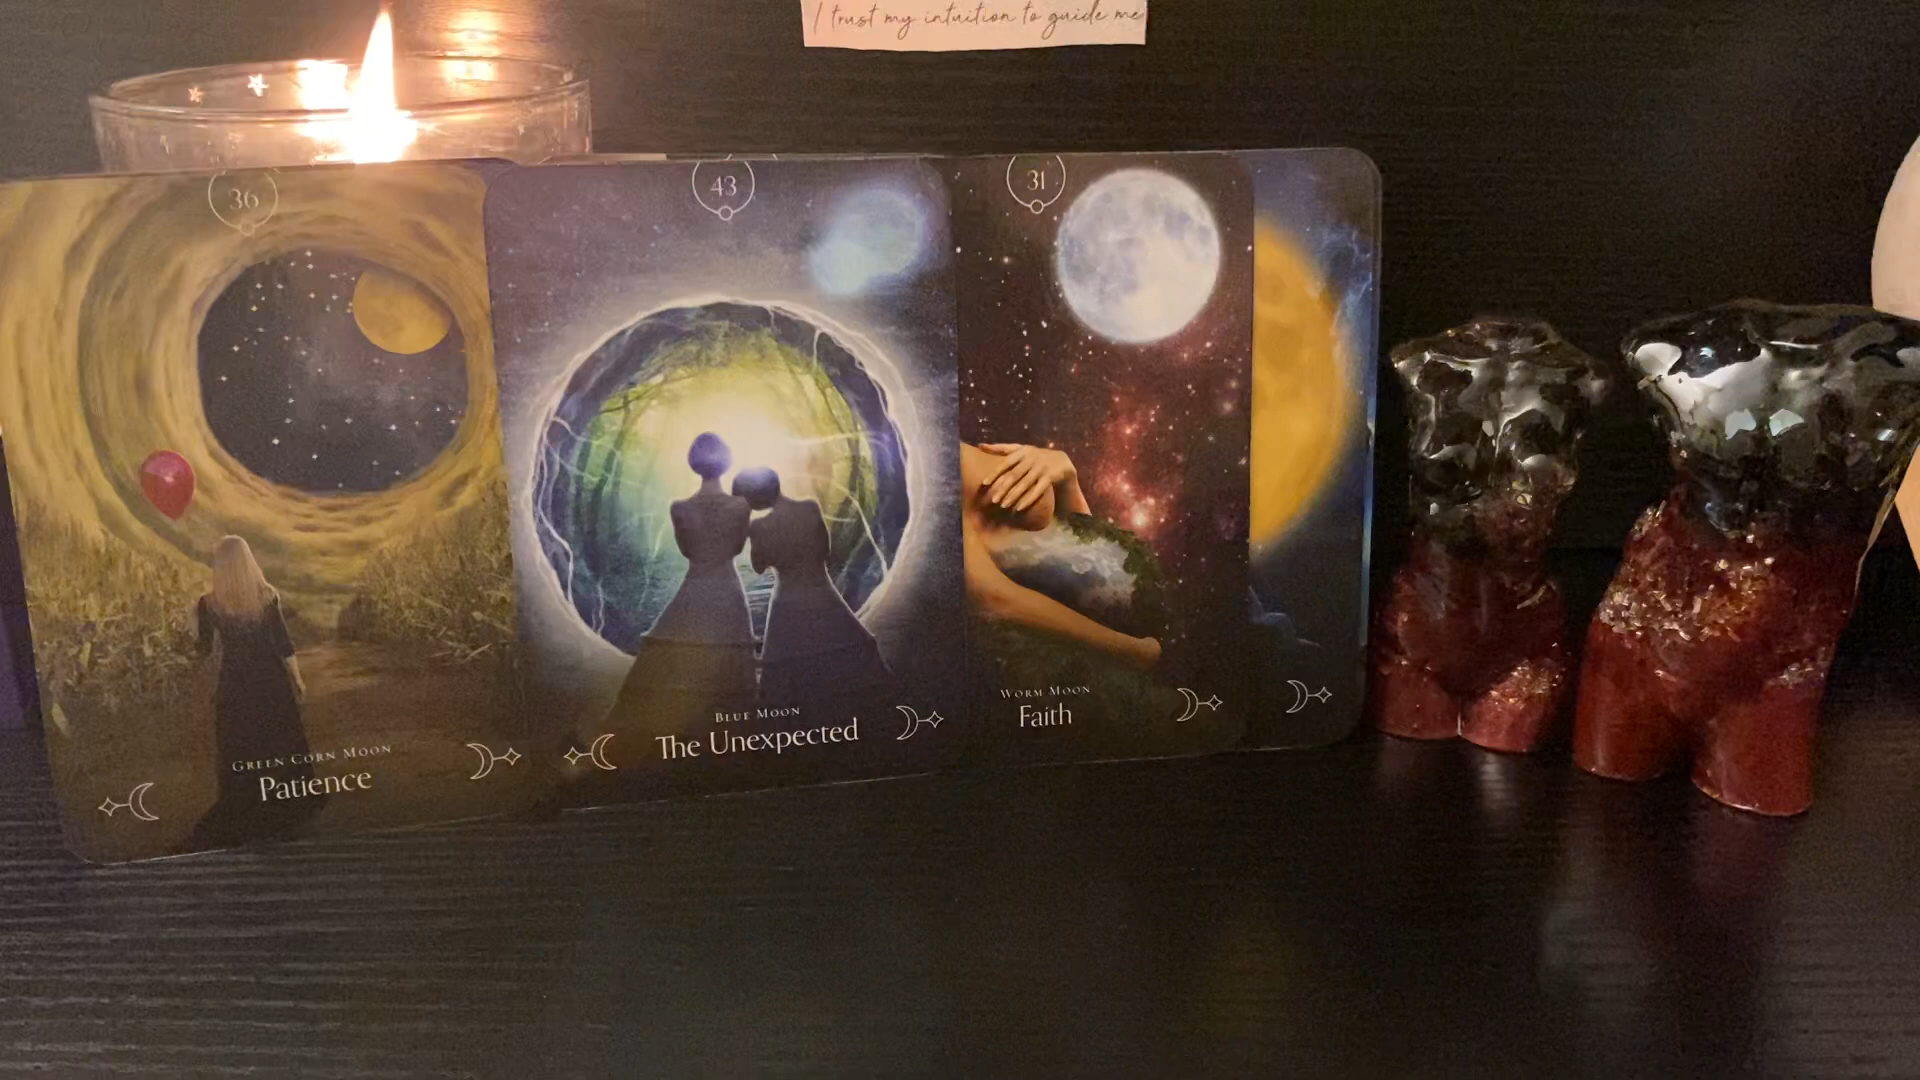 I trust my intuition to guide me
36
GREEN CORN MOON
Patience
43
BLUE MOON
The Unexpected
31
WORM MOON
Faith